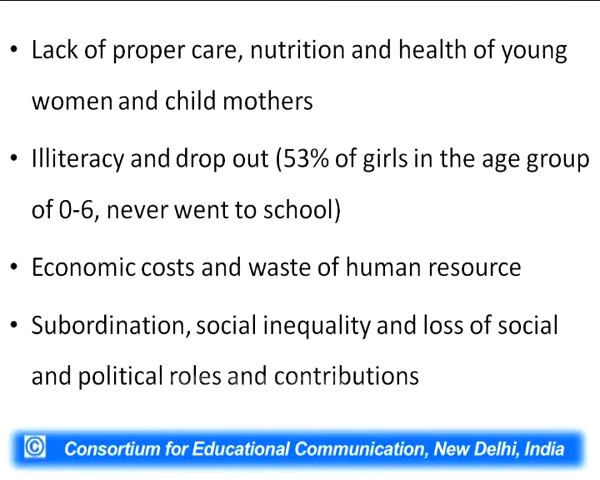 • Lack of proper care, nutrition and health of young
women and child mothers
• Illiteracy and drop out (53% of girls in the age group
of 0-6, never went to school)
• Economic costs and waste of human resource
• Subordination, social inequality and loss of social
and political roles and contributions
© Consortium for Educational Communication, New Delhi, India